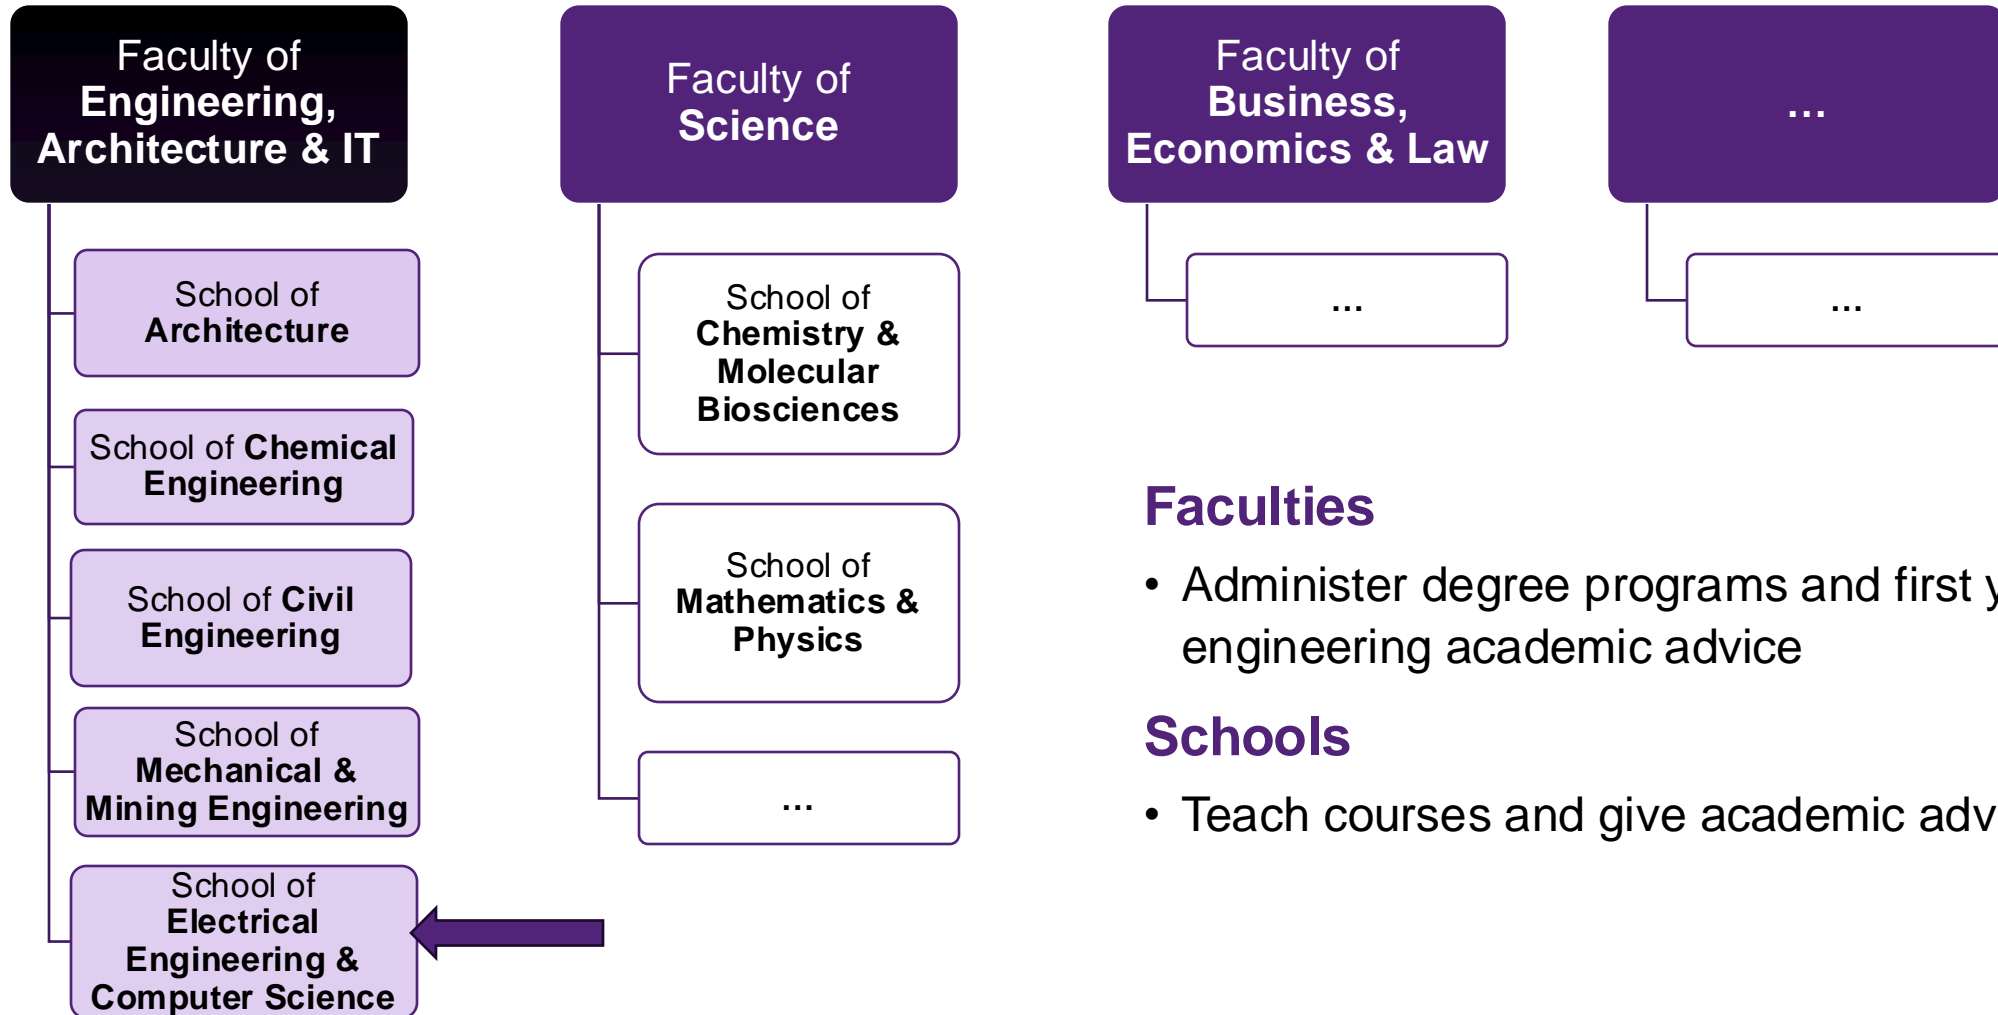 Faculty of
Engineering,
Architecture & IT
School of
Architecture
School of Chemical
Engineering
School of Civil
Engineering
School of
Mechanical &
Mining Engineering
School of
Electrical
Engineering &
Computer Science
Faculty of
Science
School of
Chemistry &
Molecular
Biosciences
School of
Mathematics &
Physics
...
Faculty of
Business,
Economics & Law
...
...
...
Faculties
• Administer degree programs and first
engineering academic advice
Schools
• Teach courses and give academic